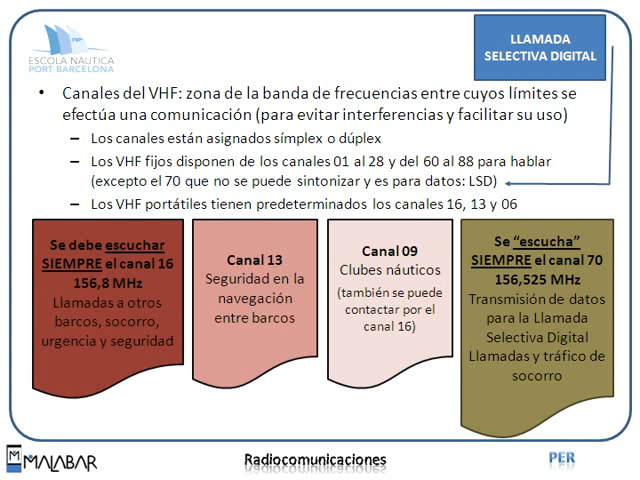 ESCOLA NÀUTICA
PORT BARCELONA
LLAMADA
SELECTIVA DIGITAL
• Canales del VHF: zona de la banda de frecuencias entre cuyos límites se
efectúa una comunicación (para evitar interferencias y facilitar su uso)
– Los canales están asignados símplex o dúplex
– Los VHF fijos disponen de los canales 01 al 28 y del 60 al 88 para hablar
(excepto el 70 que no se puede sintonizar y es para datos: LSD)
– Los VHF portátiles tienen predeterminados los canales 16, 13 y 06
Se debe escuchar
SIEMPRE el canal 16
156,8 MHz
Llamadas a otros
barcos, socorro,
urgencia y seguridad
Canal 13
Seguridad en la
navegación
entre barcos
Canal 09
Clubes náuticos
(también se puede
contactar por el
canal 16)
Se “escucha”
SIEMPRE el canal 70
156,525 MHz
Transmisión de datos
para la Llamada
Selectiva Digital
Llamadas y tráfico de
socorro
MALABAR
Radiocomunicaciones
PER